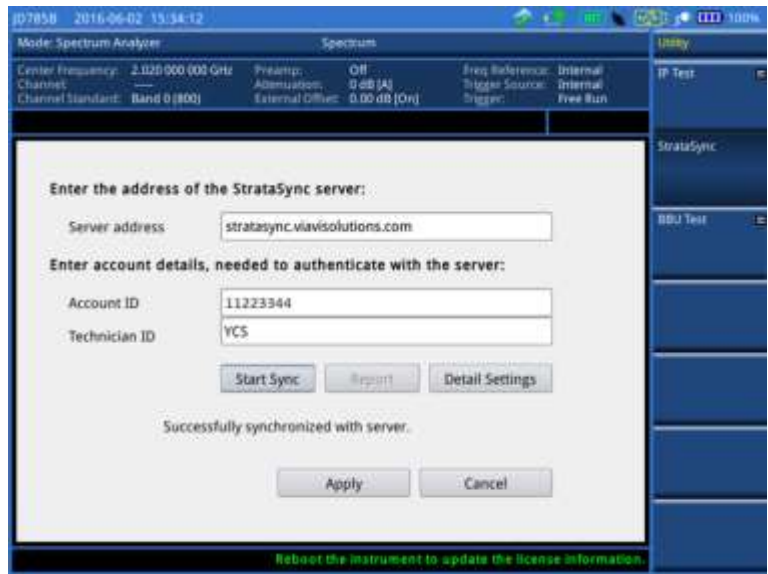 JD785B 2016-06-02 15:34:12 100%
Mode: Spectrum Analyzer Spectrum Utility
Center Frequency: 2.020 000 000 GHz Preamp: Off Freq Reference: Internal
Channel: ---- Attenuation: 0 dB [A] Trigger Source: Internal
Channel Standard: Band 0 [800] External Offset: 0.00 dB [On] Trigger: Free Run
IP Test
StrataSync
BBU Test
Enter the address of the StrataSync server:
Server address stratasync.viavisolutions.com
Enter account details, needed to authenticate with the server:
Account ID 11223344
Technician ID YCS
Start Sync Report Detail Settings
Successfully synchronized with server.
Apply Cancel
Reboot the instrument to update the license information.